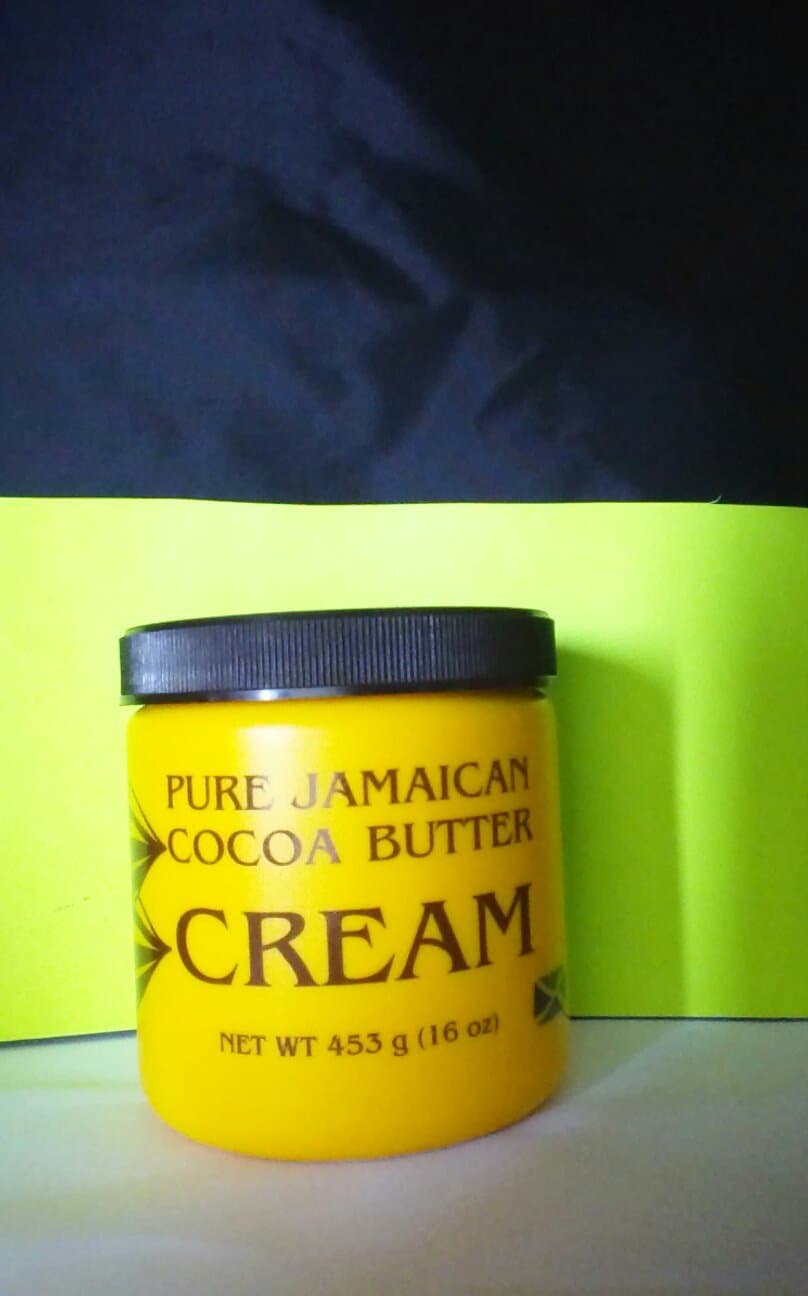 PURE JAMAICAN
COCOA BUTTER
CREAM
NET WT 453 g (16 oz)